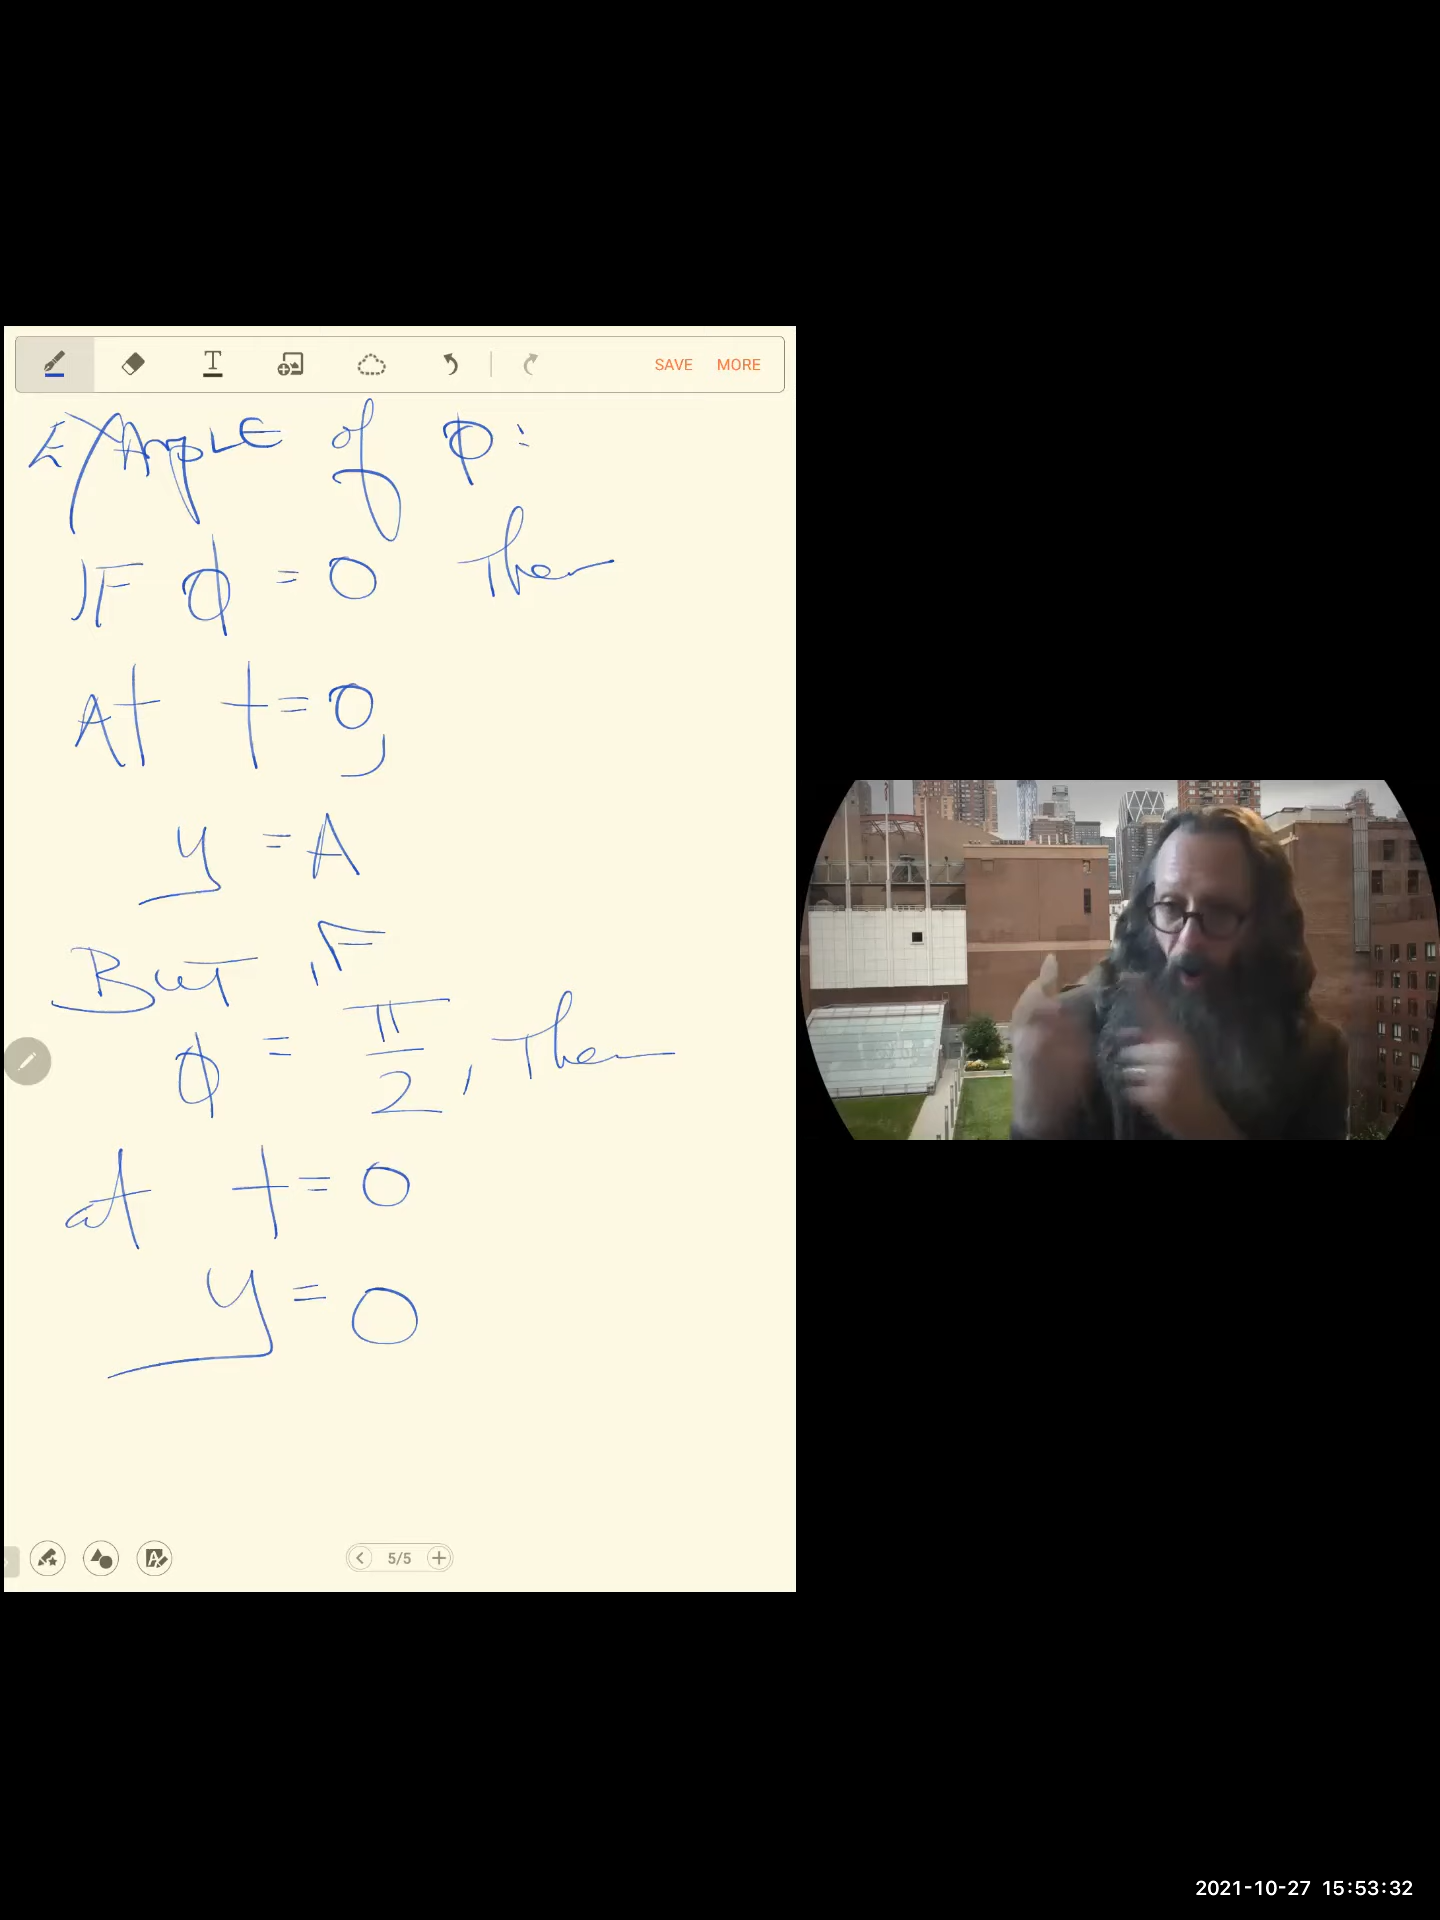 T SAVE MORE
EXAMPLE of ϕ:
IF ϕ = 0 Then
At t = 0,
y = A
But IF
ϕ = π/2, Then
at t = 0
y = 0
5/5
2021-10-27 15:53:32